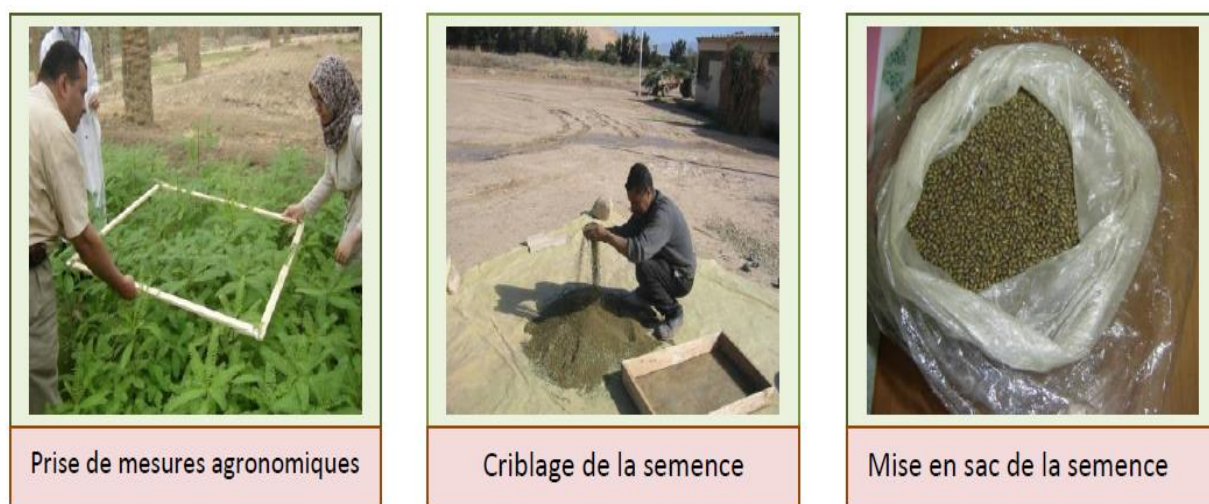 Prise de mesures agronomiques
Criblage de la semence
Mise en sac de la semence